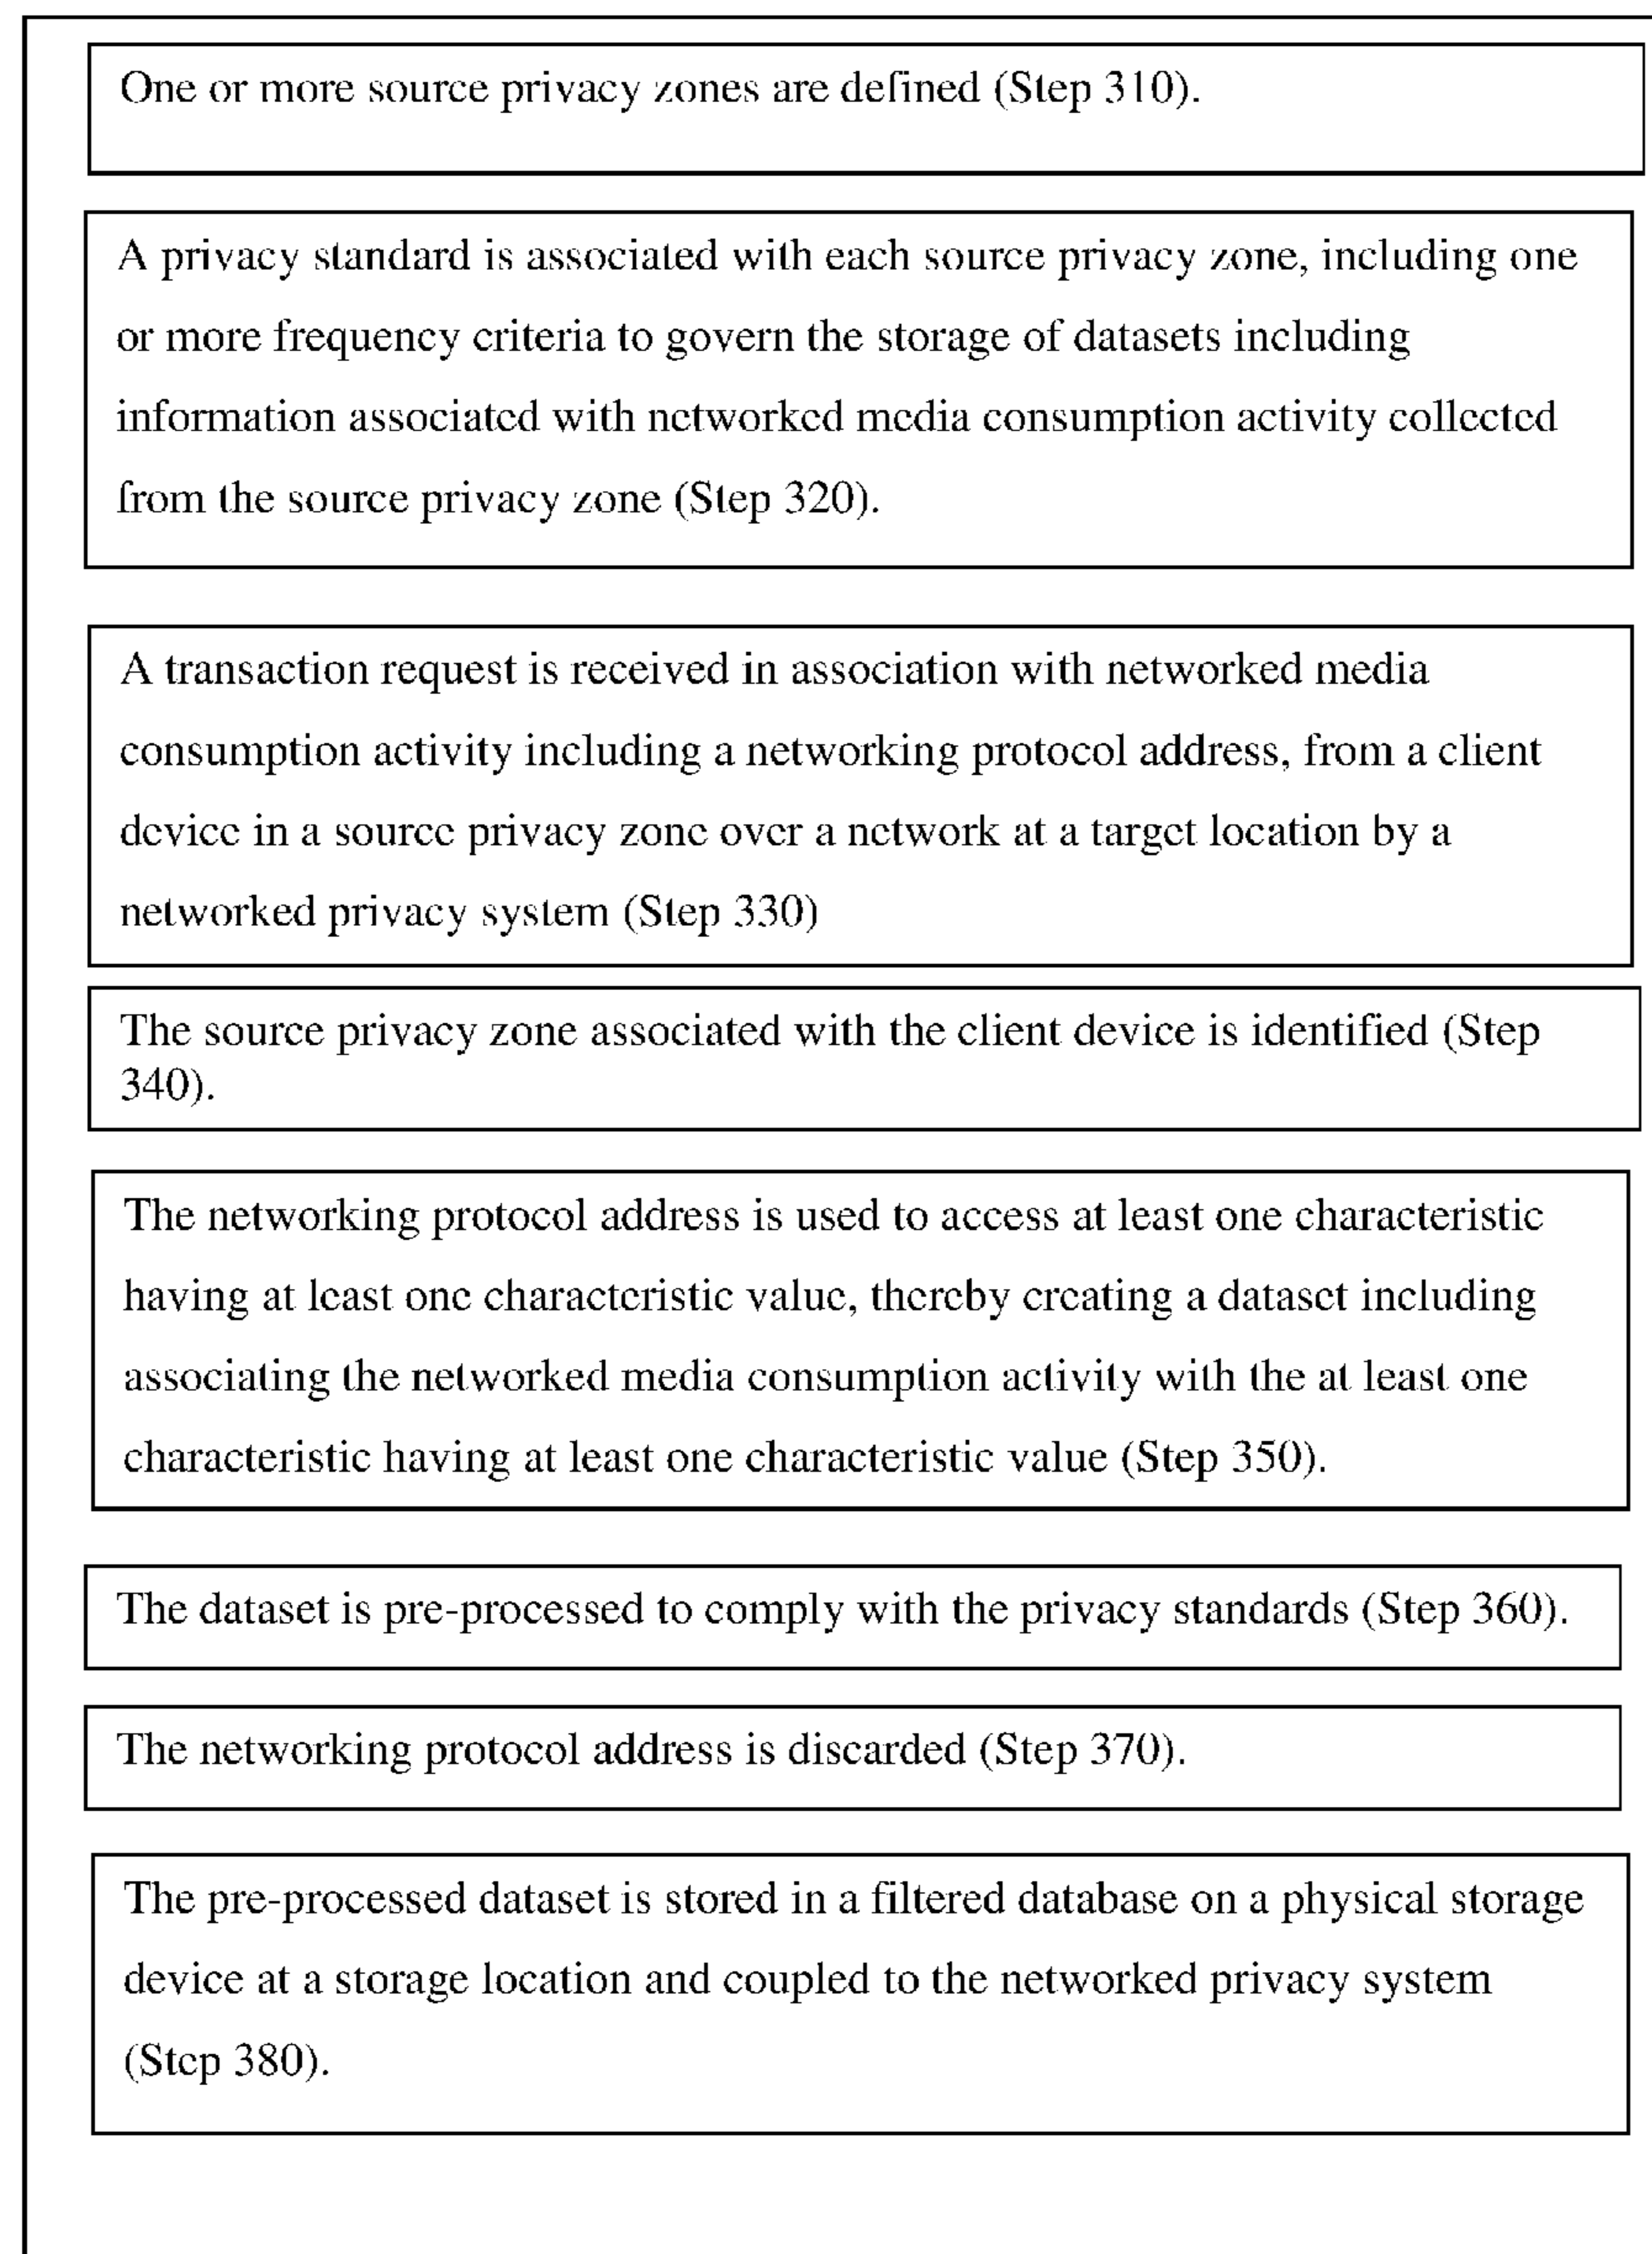 One or more source privacy zones are defined (Step 310).
A privacy standard is associated with each source privacy zone, including one
or more frequency criteria to govern the storage of datasets including
information associated with networked media consumption activity collected
from the source privacy zone (Step 320).
A transaction request is received in association with networked media
consumption activity including a networking protocol address, from a client
device in a source privacy zone over a network at a target location by a
networked privacy system (Step 330)
The source privacy zone associated with the client device is identified (Step
340).
The networking protocol address is used to access at least one characteristic
having at least one characteristic value, thereby creating a dataset including
associating the networked media consumption activity with the at least one
characteristic having at least one characteristic value (Step 350).
The dataset is pre-processed to comply with the privacy standards (Step 360).
The networking protocol address is discarded (Step 370).
The pre-processed dataset is stored in a filtered database on a physical storage
device at a storage location and coupled to the networked privacy system
(Step 380).